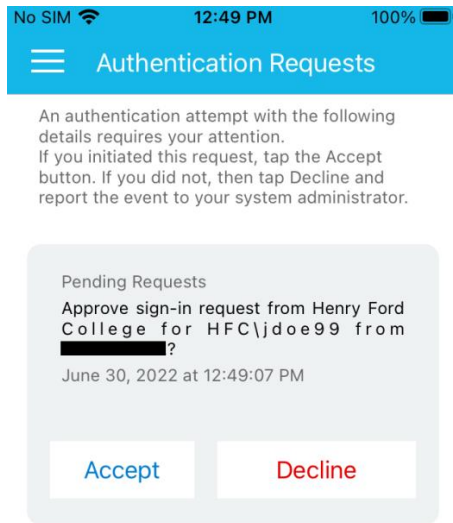 No SIM 12:49 PM 100%
Authentication Requests
An authentication attempt with the following
details requires your attention.
If you initiated this request, tap the Accept
button. If you did not, then tap Decline and
report the event to your system administrator.
Pending Requests
Approve sign-in request from Henry Ford
College for HFC\jdoe99 from
?
June 30, 2022 at 12:49:07 PM
Accept Decline